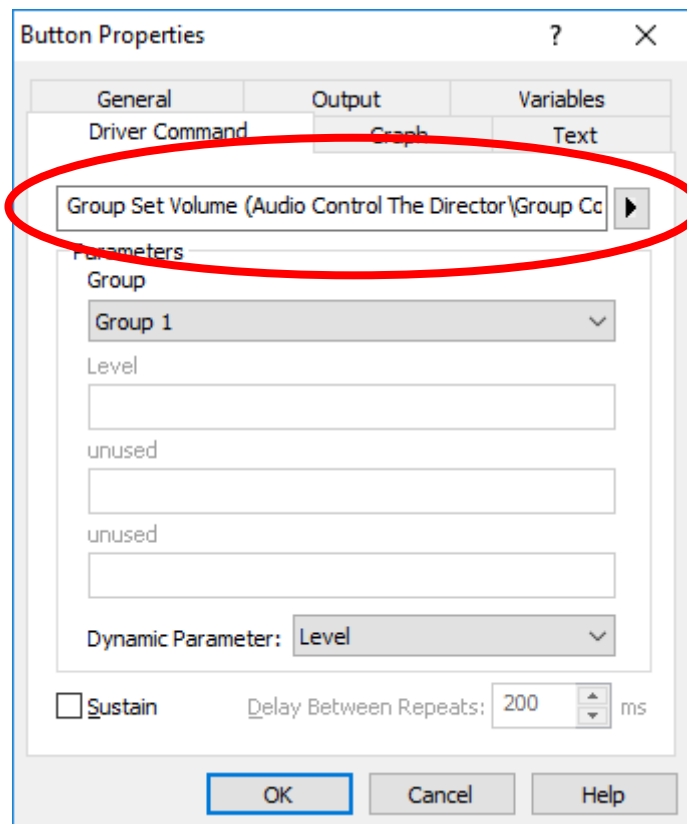 Button Properties ?
General Output Variables
Driver Command Graph Text
Group Set Volume (Audio Control The Director\Group Co
Parameters
Group
Group 1
Level
unused
unused
Dynamic Parameter: Level
Sustain Delay Between Repeats: 200 ms
OK Cancel Help